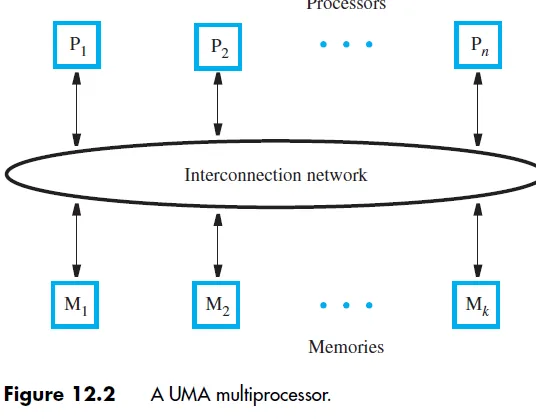 Processors
P1 P2 . . . Pn
Interconnection network
M1 M2 . . . Mk
Memories
Figure 12.2 A UMA multiprocessor.